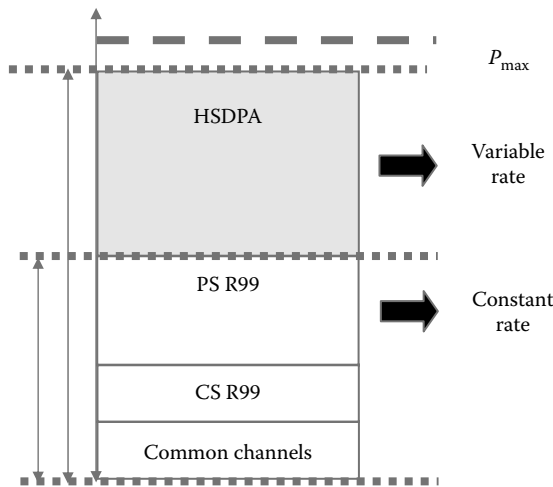 P_max
HSDPA
Variable
rate
PS R99
Constant
rate
CS R99
Common channels